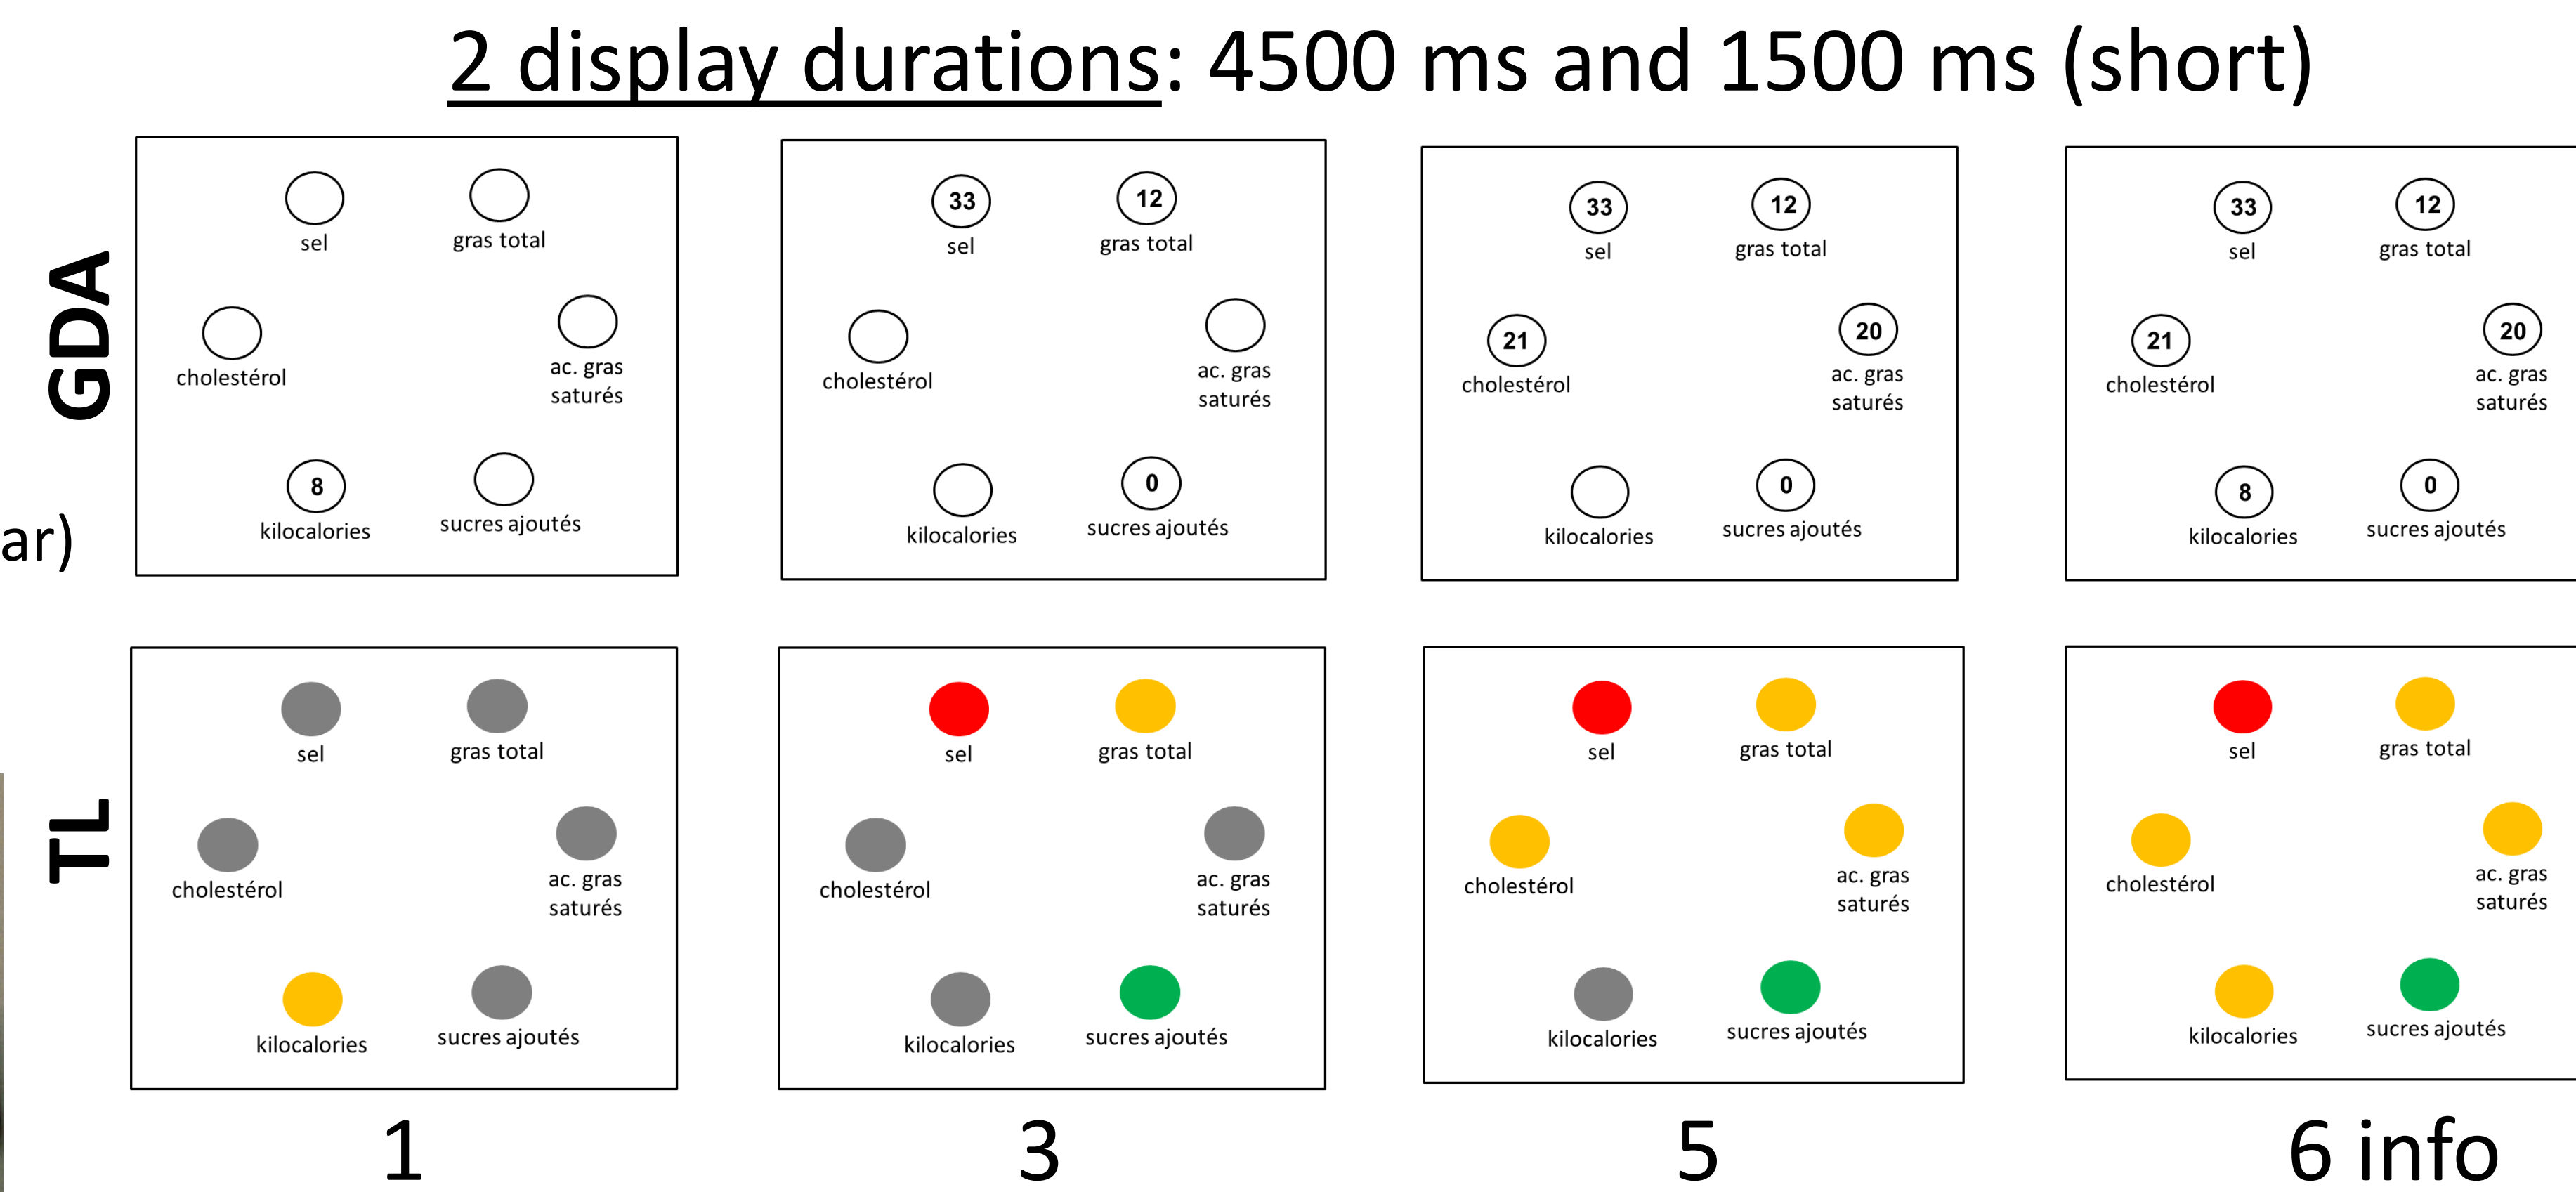 2 display durations: 4500 ms and 1500 ms (short)
GDA
sel
gras total
cholestérol
ac. gras
saturés
8
kilocalories
sucres ajoutés
33
sel
12
gras total
cholestérol
ac. gras
saturés
kilocalories
0
sucres ajoutés
33
sel
12
gras total
21
cholestérol
20
ac. gras
saturés
kilocalories
0
sucres ajoutés
33
sel
12
gras total
21
cholestérol
20
ac. gras
saturés
8
kilocalories
0
sucres ajoutés
ar)
TL
sel
gras total
cholestérol
ac. gras
saturés
kilocalories
sucres ajoutés
sel
gras total
cholestérol
ac. gras
saturés
kilocalories
sucres ajoutés
sel
gras total
cholestérol
ac. gras
saturés
kilocalories
sucres ajoutés
sel
gras total
cholestérol
ac. gras
saturés
kilocalories
sucres ajoutés
1
3
5
6 info